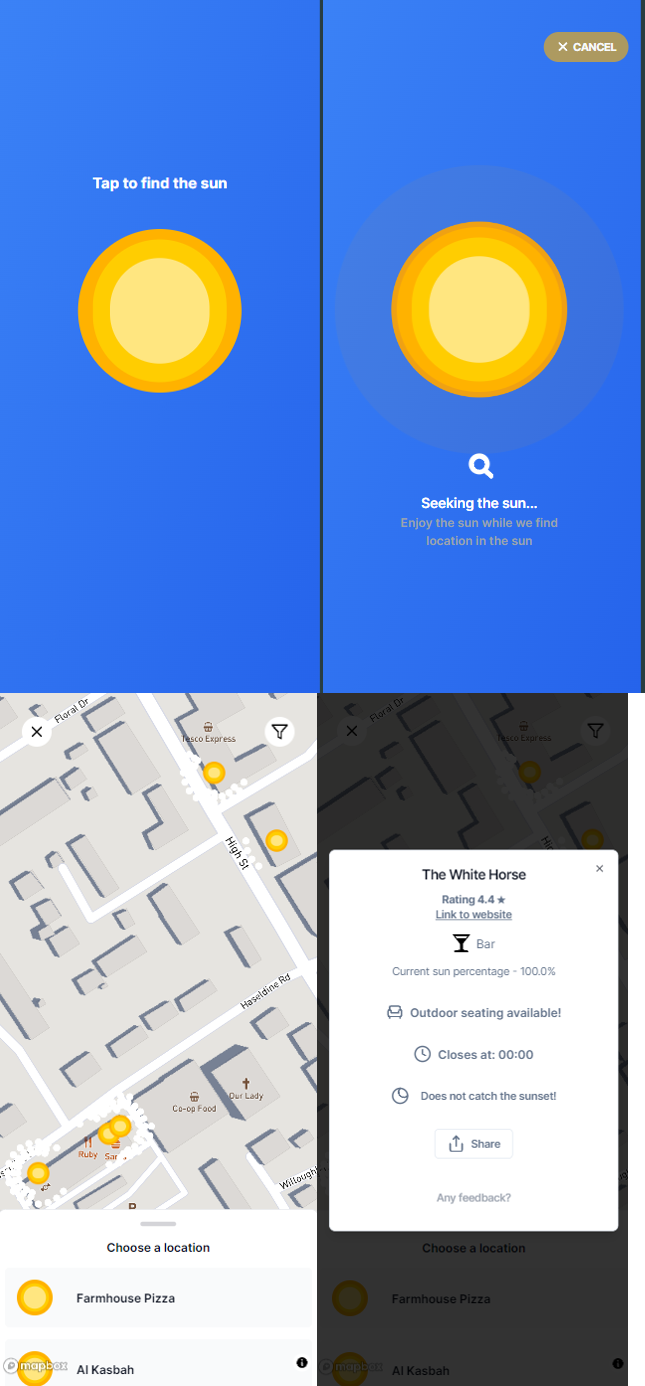 Tap to find the sun
CANCEL
Seeking the sun...
Enjoy the sun while we find
location in the sun
Floral Dr
Tesco Express
High St
Haseldine Rd
Our Lady
Co-op Food
Ruby
San
Willough
P
Choose a location
Farmhouse Pizza
Al Kasbah
mapbox
Floral Dr
Tesco Express
The White Horse
Rating 4.4 ★
Link to website
Bar
Current sun percentage - 100.0%
Outdoor seating available!
Closes at: 00:00
Does not catch the sunset!
Share
Any feedback?
Choose a location
Farmhouse Pizza
Al Kasbah
mapbox